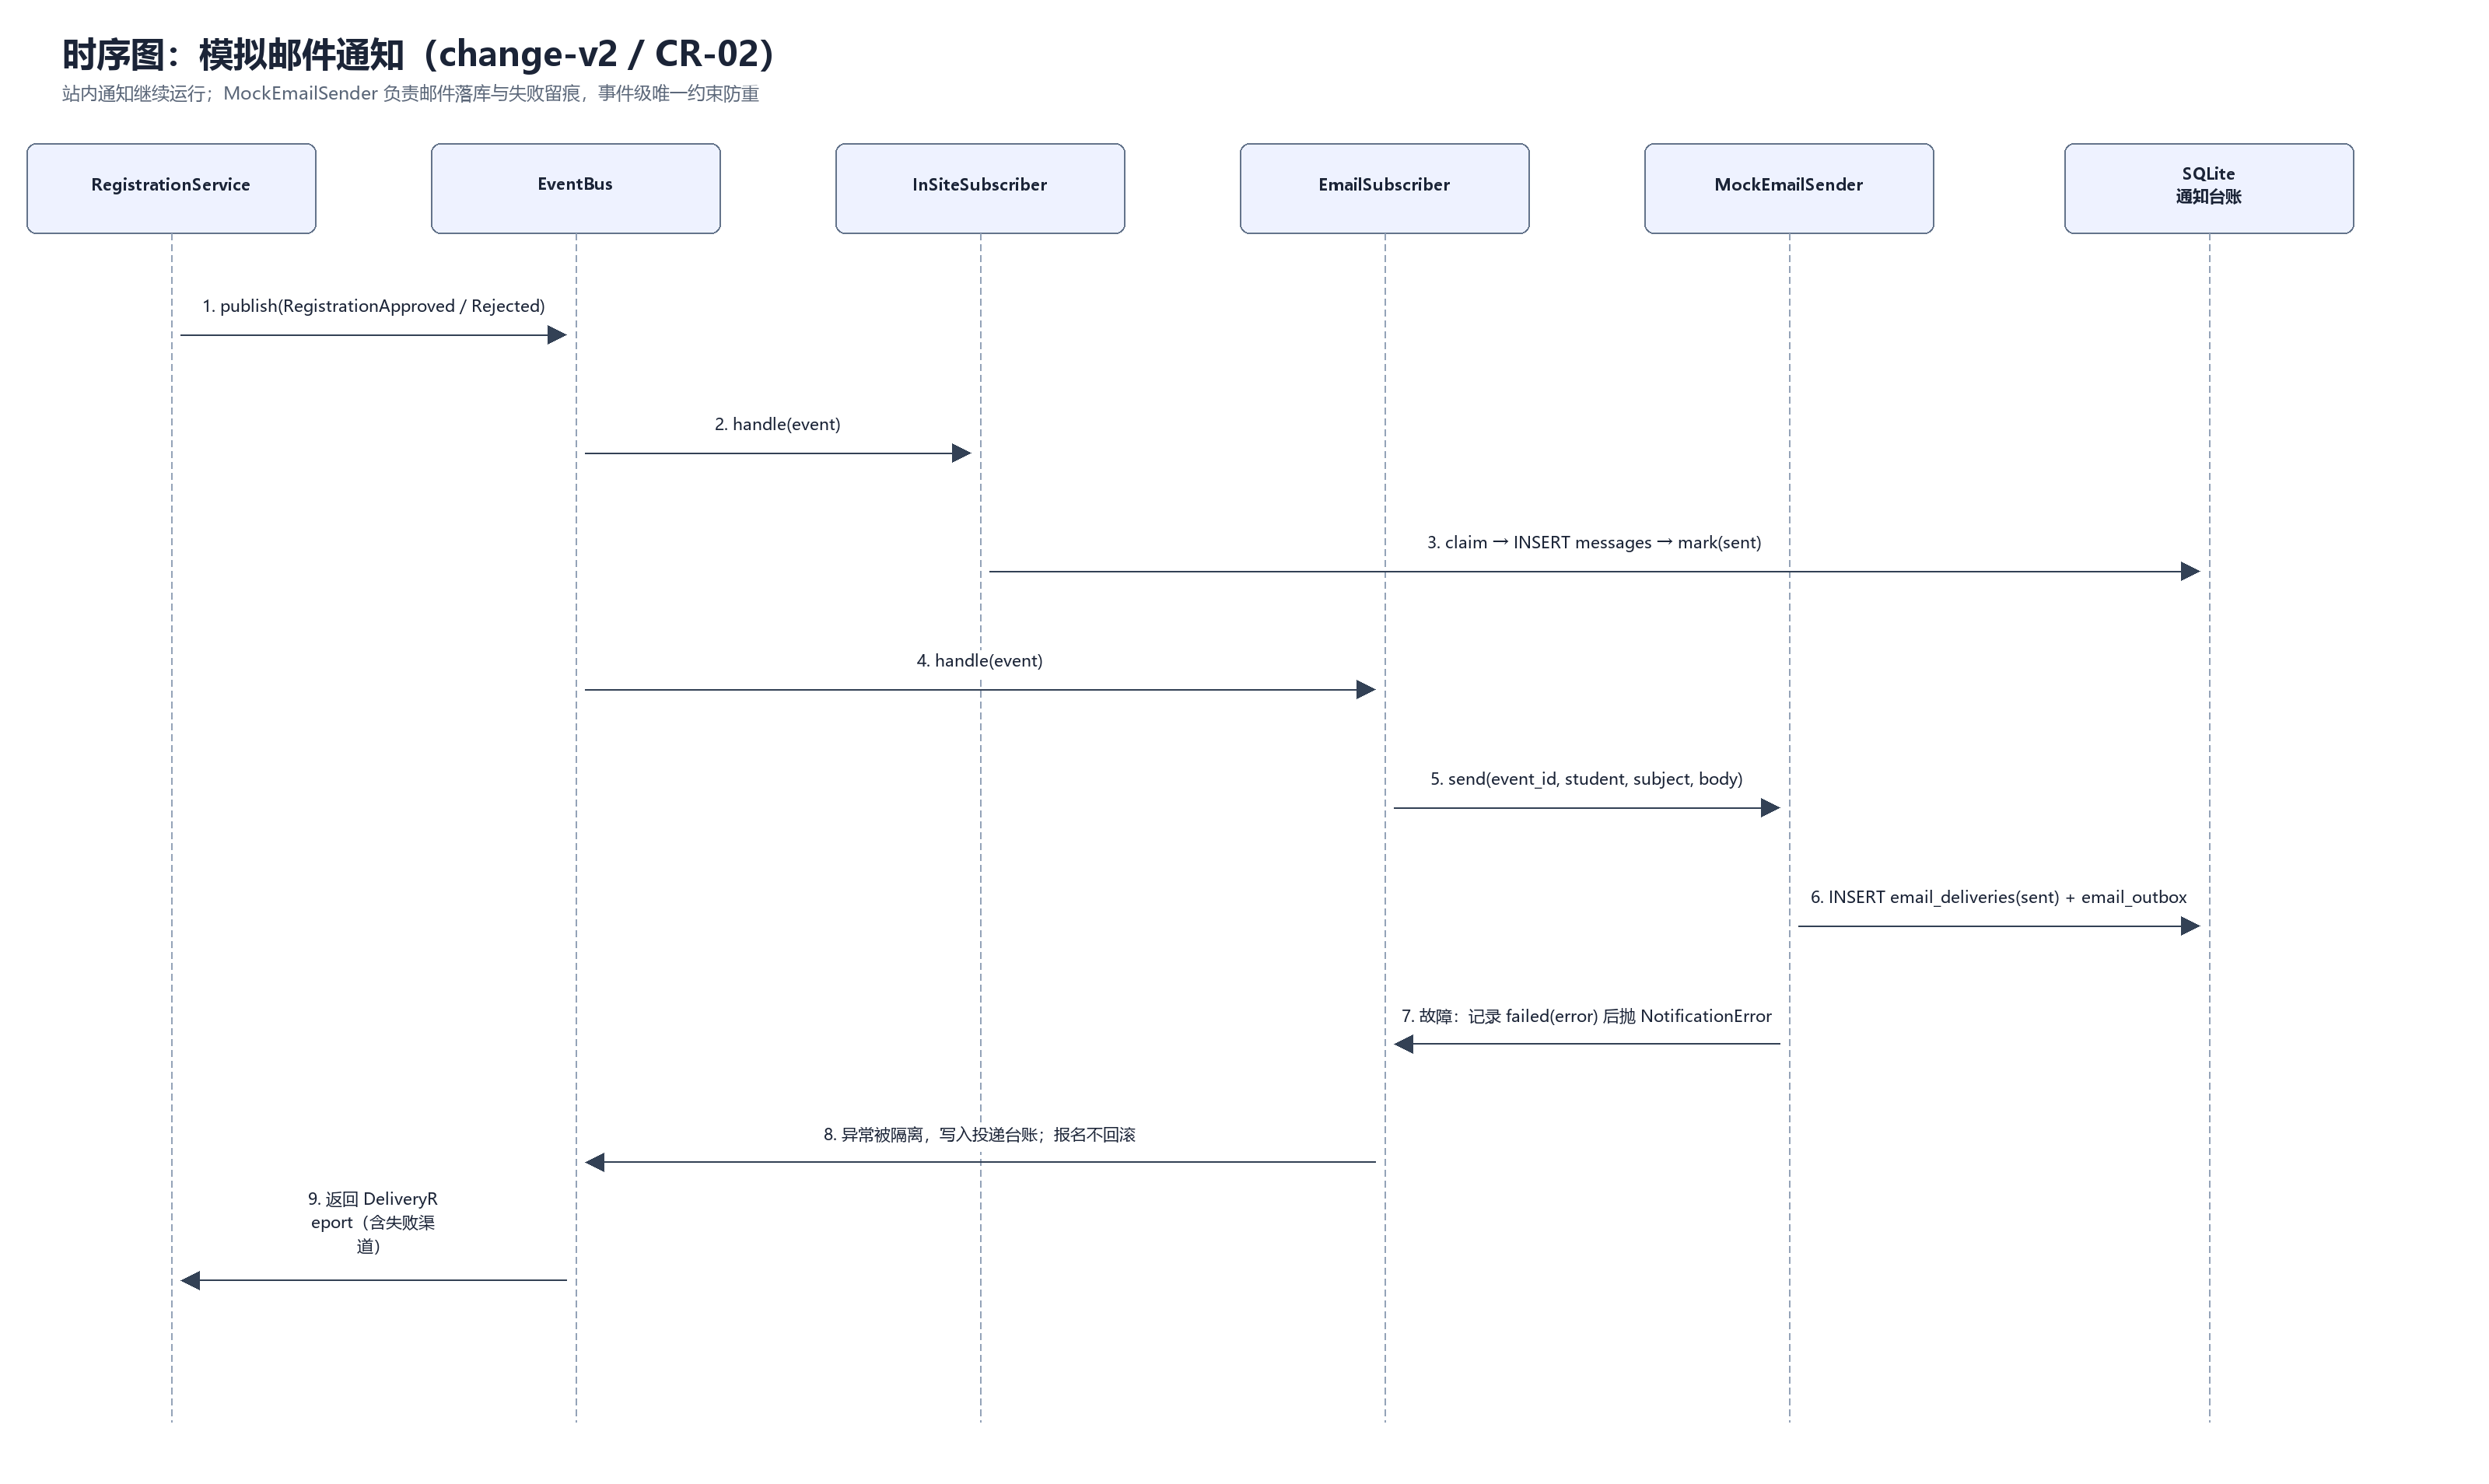 时序图：模拟邮件通知（change-v2 / CR-02）
站内通知继续运行；MockEmailSender 负责邮件落库与失败留痕，事件级唯一约束防重
RegistrationService
EventBus
InSiteSubscriber
EmailSubscriber
MockEmailSender
SQLite
通知台账
1. publish(RegistrationApproved / Rejected)
2. handle(event)
3. claim → INSERT messages → mark(sent)
4. handle(event)
5. send(event_id, student, subject, body)
6. INSERT email_deliveries(sent) + email_outbox
7. 故障：记录 failed(error) 后抛 NotificationError
8. 异常被隔离，写入投递台账；报名不回滚
9. 返回 DeliveryR
eport（含失败渠
道）